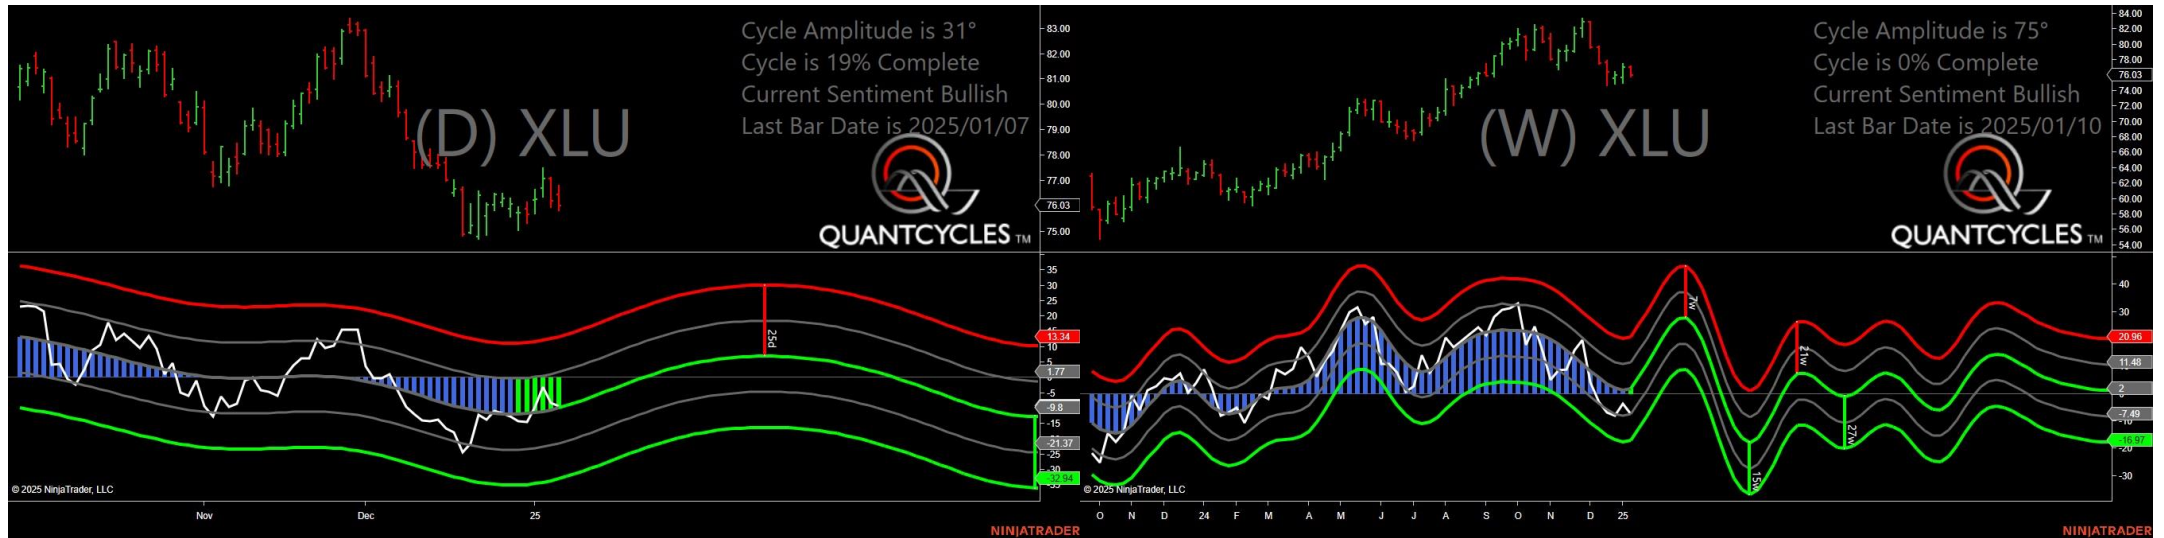 Cycle Amplitude is 31°
Cycle is 19% Complete
Current Sentiment Bullish
Last Bar Date is 2025/01/07
(D) XLU
QUANTCYCLES TM
83.00
82.00
81.00
80.00
79.00
78.00
77.00
76.03
75.00
35
30
25
20
15
13.34
10
5
1.77
-5
-9.8
-15
-21.37
-25
-30
-32.94
25d
© 2025 NinjaTrader, LLC
Nov
Dec
25
NINJATRADER
Cycle Amplitude is 75°
Cycle is 0% Complete
Current Sentiment Bullish
Last Bar Date is 2025/01/10
(W) XLU
QUANTCYCLES TM
84.00
82.00
80.00
78.00
76.03
74.00
72.00
70.00
68.00
66.00
64.00
62.00
60.00
58.00
56.00
54.00
40
30
20.96
11.48
2
0
-7.49
-16.97
-20
-30
7w
21w
27w
15w
© 2025 NinjaTrader, LLC
O N D 24 F M A M J J A S O N D 25
NINJATRADER